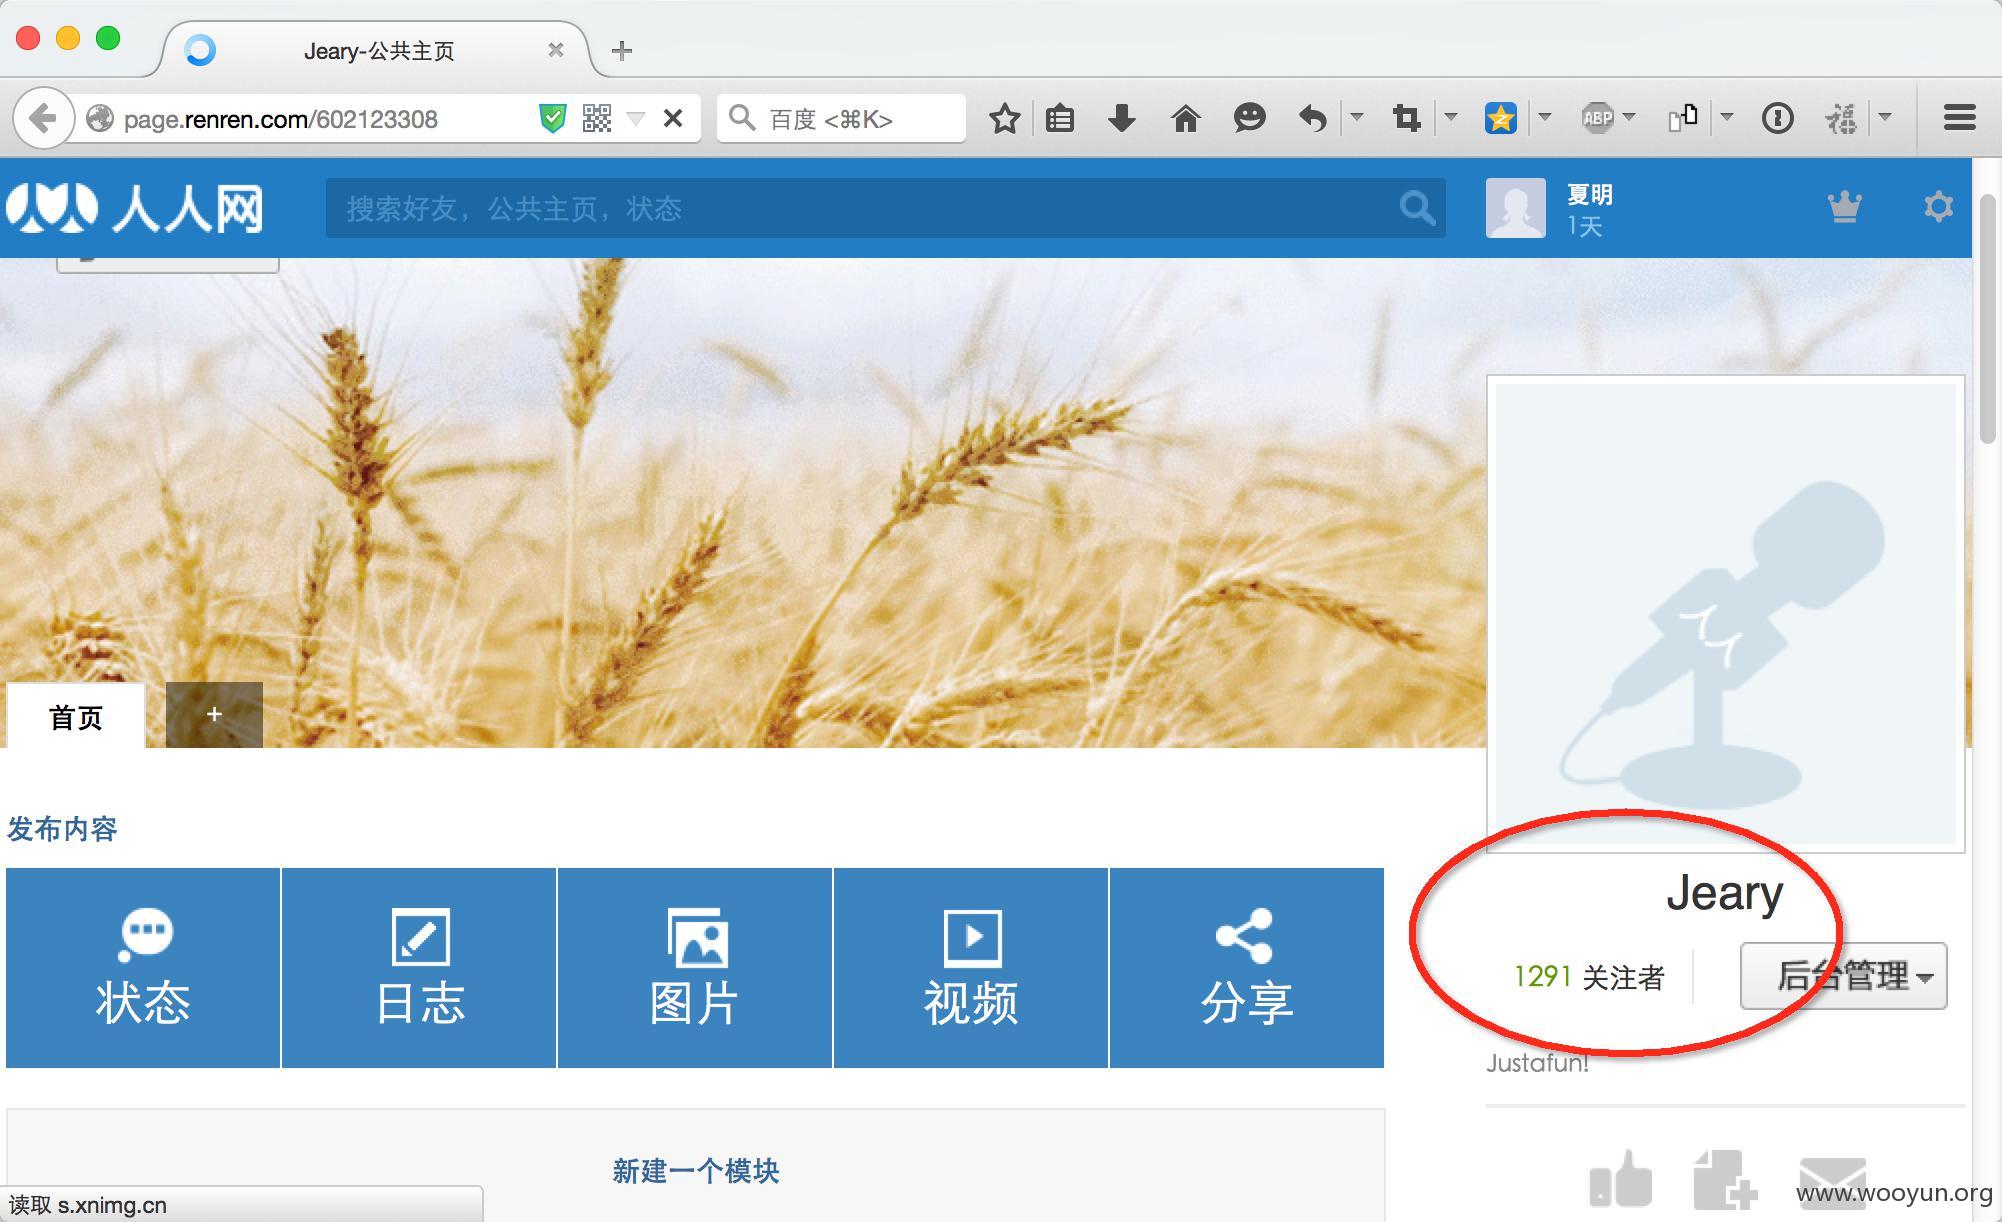 Jeary-公共主页
page.renren.com/602123308
百度 <⌘K>
ABP
福
人人网
搜索好友，公共主页，状态
夏明
1天
首页
+
发布内容
状态
日志
图片
视频
分享
Jeary
1291 关注者
后台管理
Justafun!
新建一个模块
读取 s.xnimg.cn
www.wooyun.org